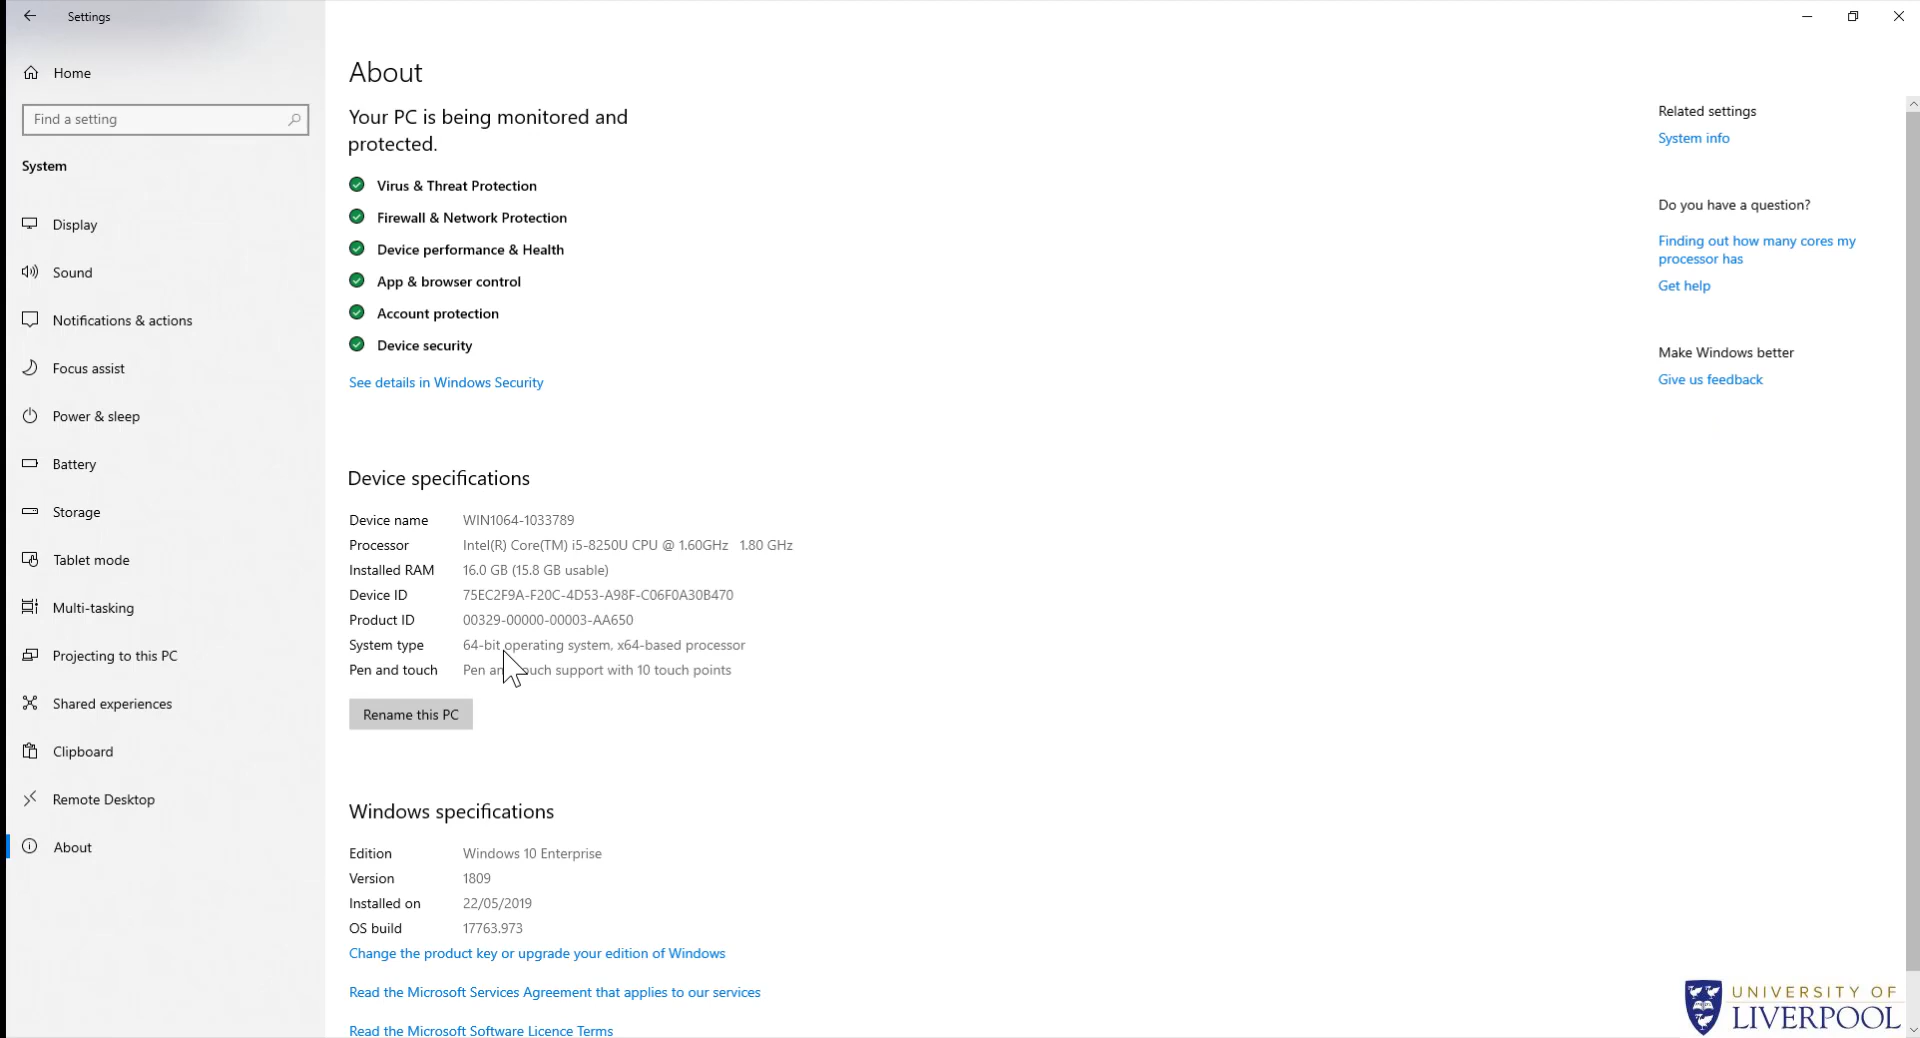 Settings
Home
Find a setting
System
Display
Sound
Notifications & actions
Focus assist
Power & sleep
Battery
Storage
Tablet mode
Multi-tasking
Projecting to this PC
Shared experiences
Clipboard
Remote Desktop
About
About
Your PC is being monitored and
protected.
Virus & Threat Protection
Firewall & Network Protection
Device performance & Health
App & browser control
Account protection
Device security
See details in Windows Security
Device specifications
Device name WIN1064-1033789
Processor Intel(R) Core(TM) i5-8250U CPU @ 1.60GHz 1.80 GHz
Installed RAM 16.0 GB (15.8 GB usable)
Device ID 75EC2F9A-F20C-4D53-A98F-C06F0A30B470
Product ID 00329-00000-00003-AA650
System type 64-bit operating system, x64-based processor
Pen and touch Pen and touch support with 10 touch points
Rename this PC
Windows specifications
Edition Windows 10 Enterprise
Version 1809
Installed on 22/05/2019
OS build 17763.973
Change the product key or upgrade your edition of Windows
Read the Microsoft Services Agreement that applies to our services
Read the Microsoft Software Licence Terms
Related settings
System info
Do you have a question?
Finding out how many cores my
processor has
Get help
Make Windows better
Give us feedback
UNIVERSITY OF
LIVERPOOL